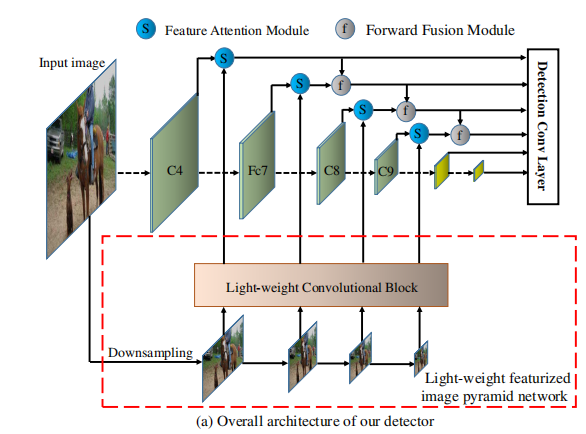 S Feature Attention Module f Forward Fusion Module
Input image
S
S f
S f
S f
C4 Fc7 C8 C9
Detection Conv Layer
Light-weight Convolutional Block
Downsampling
Light-weight featurized
image pyramid network
(a) Overall architecture of our detector